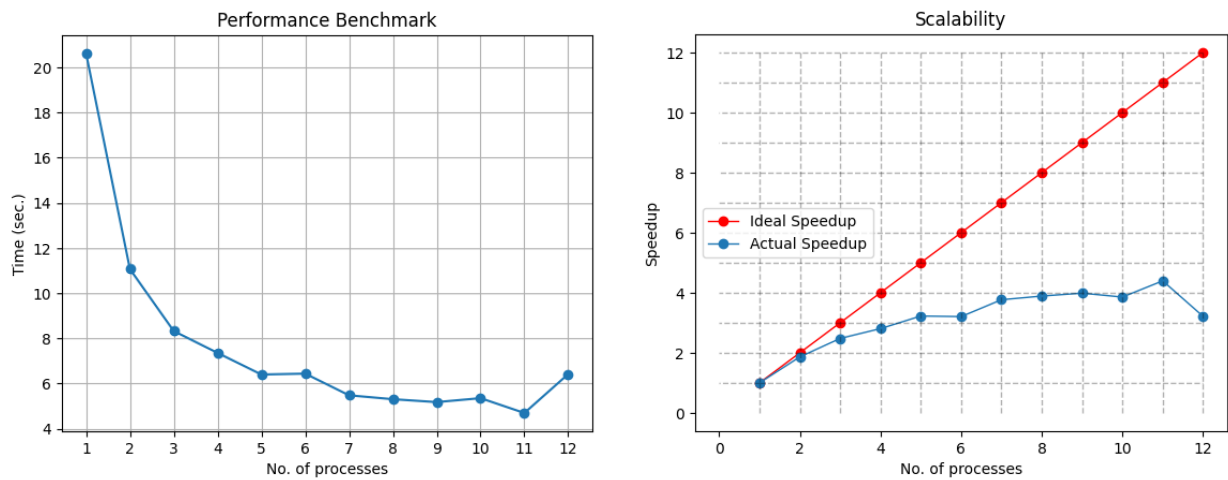 Performance Benchmark
Time (sec.)
20
18
16
14
12
10
8
6
4
1 2 3 4 5 6 7 8 9 10 11 12
No. of processes
Scalability
Speedup
12
10
8
6
4
2
0
Ideal Speedup
Actual Speedup
0 2 4 6 8 10 12
No. of processes